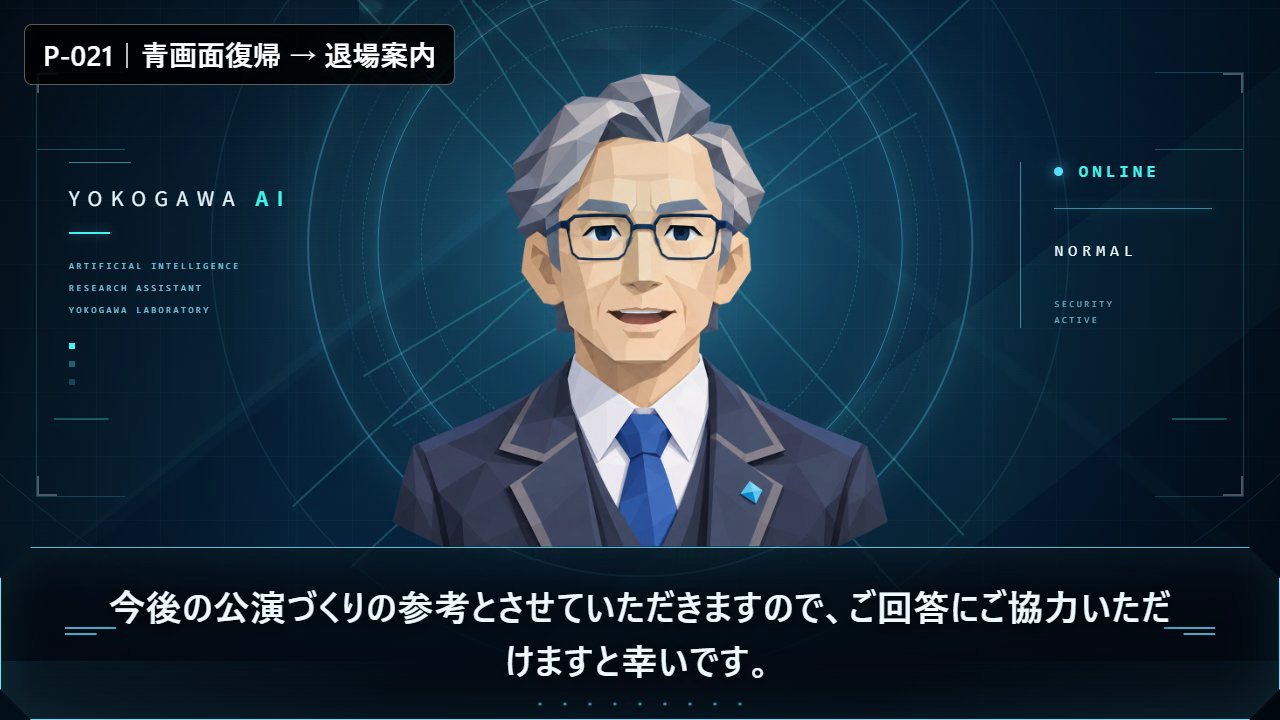 P-021｜青画面復帰 → 退場案内
YOKOGAWA AI
ARTIFICIAL INTELLIGENCE
RESEARCH ASSISTANT
YOKOGAWA LABORATORY
ONLINE
NORMAL
SECURITY
ACTIVE
今後の公演づくりの参考とさせていただきますので、ご回答にご協力いただ
けますと幸いです。